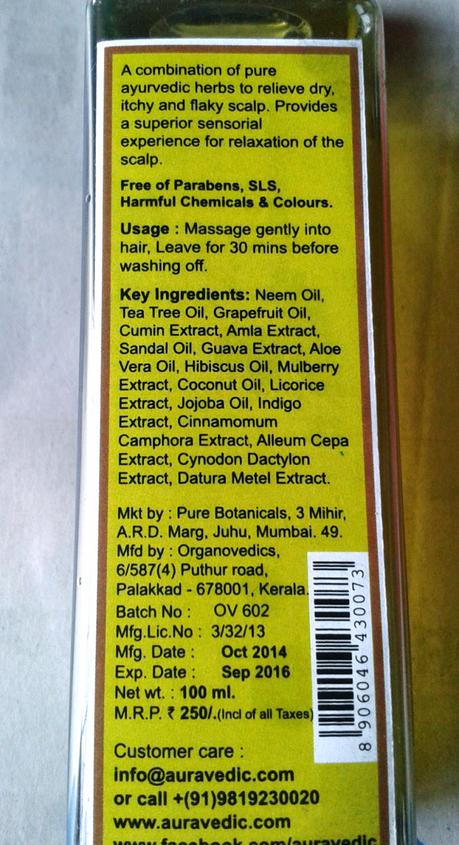 A combination of pure
ayurvedic herbs to relieve dry,
itchy and flaky scalp. Provides
a superior sensorial
experience for relaxation of the
scalp.
Free of Parabens, SLS,
Harmful Chemicals & Colours.
Usage : Massage gently into
hair, Leave for 30 mins before
washing off.
Key Ingredients: Neem Oil,
Tea Tree Oil, Grapefruit Oil,
Cumin Extract, Amla Extract,
Sandal Oil, Guava Extract, Aloe
Vera Oil, Hibiscus Oil, Mulberry
Extract, Coconut Oil, Licorice
Extract, Jojoba Oil, Indigo
Extract, Cinnamomum
Camphora Extract, Alleum Cepa
Extract, Cynodon Dactylon
Extract, Datura Metel Extract.
Mkt by : Pure Botanicals, 3 Mihir,
A.R.D. Marg, Juhu, Mumbai. 49.
Mfd by : Organovedics,
6/587(4) Puthur road,
Palakkad - 678001, Kerala.
Batch No : OV 602
Mfg.Lic.No : 3/32/13
Mfg. Date : Oct 2014
Exp. Date : Sep 2016
Net wt. : 100 ml.
M.R.P. ₹ 250/.(Incl of all Taxes)
8 906046 430073
Customer care :
info@auravedic.com
or call +(91)9819230020
www.auravedic.com
www.facebook.com/auravedic